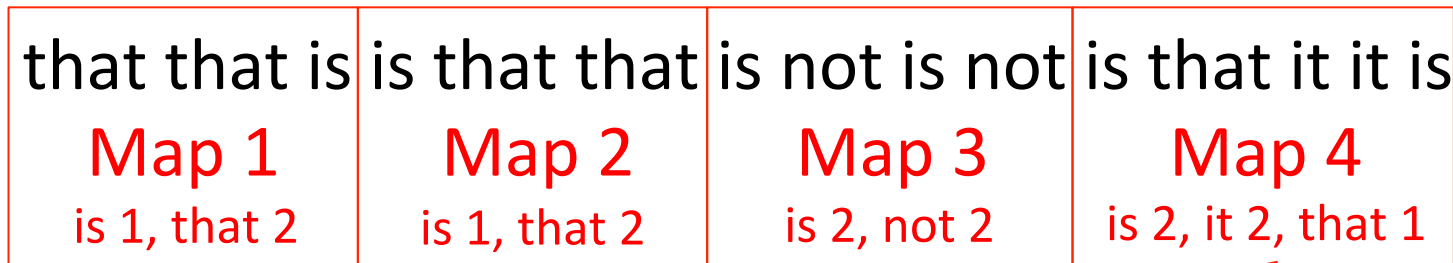 that that is is that that is not is not is that it it is
Map 1 Map 2 Map 3 Map 4
is 1, that 2 is 1, that 2 is 2, not 2 is 2, it 2, that 1